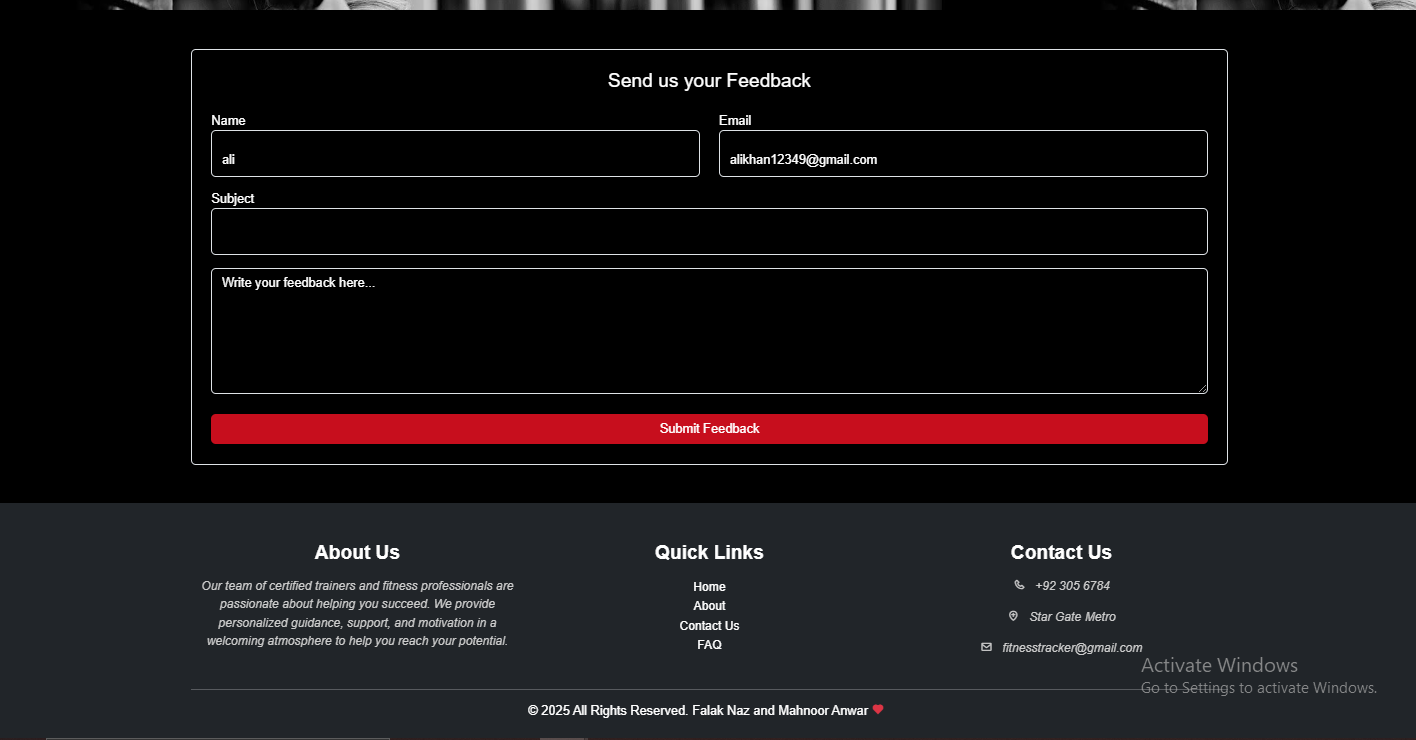 Send us your Feedback
Name
Email
ali
alikhan12349@gmail.com
Subject
Write your feedback here...
Submit Feedback
About Us
Our team of certified trainers and fitness professionals are
passionate about helping you succeed. We provide
personalized guidance, support, and motivation in a
welcoming atmosphere to help you reach your potential.
Quick Links
Home
About
Contact Us
FAQ
Contact Us
+92 305 6784
Star Gate Metro
fitnesstracker@gmail.com
Activate Windows
Go to Settings to activate Windows.
© 2025 All Rights Reserved. Falak Naz and Mahnoor Anwar